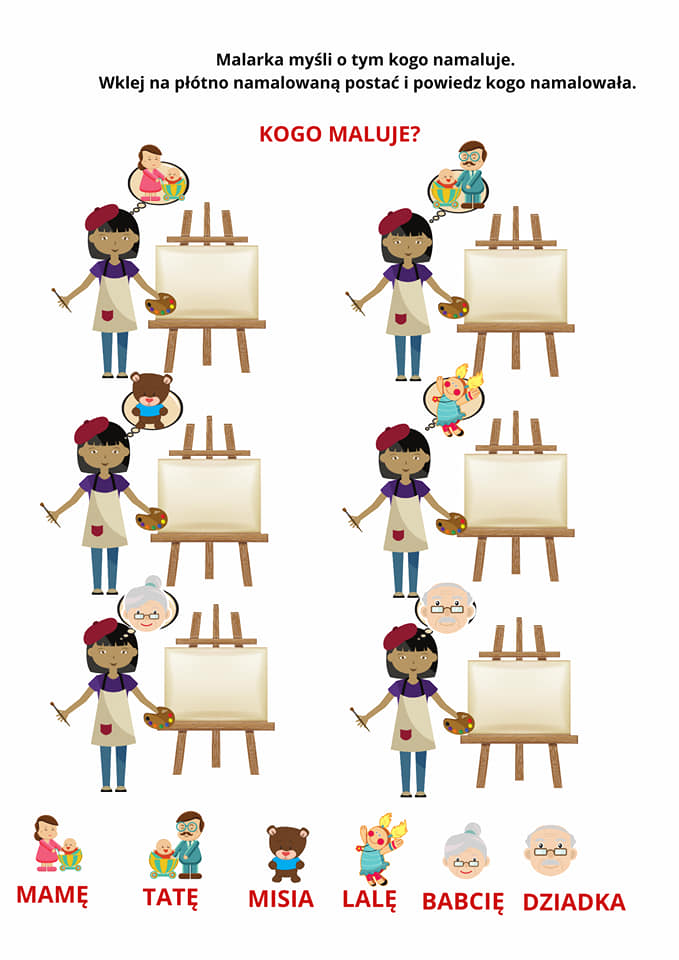 Malarka myśli o tym kogo namaluje.
Wklej na płótno namalowaną postać i powiedz kogo namalowała.
KOGO MALUJE?
MAMĘ
TATĘ
MISIA
LALĘ
BABCIĘ
DZIADKA